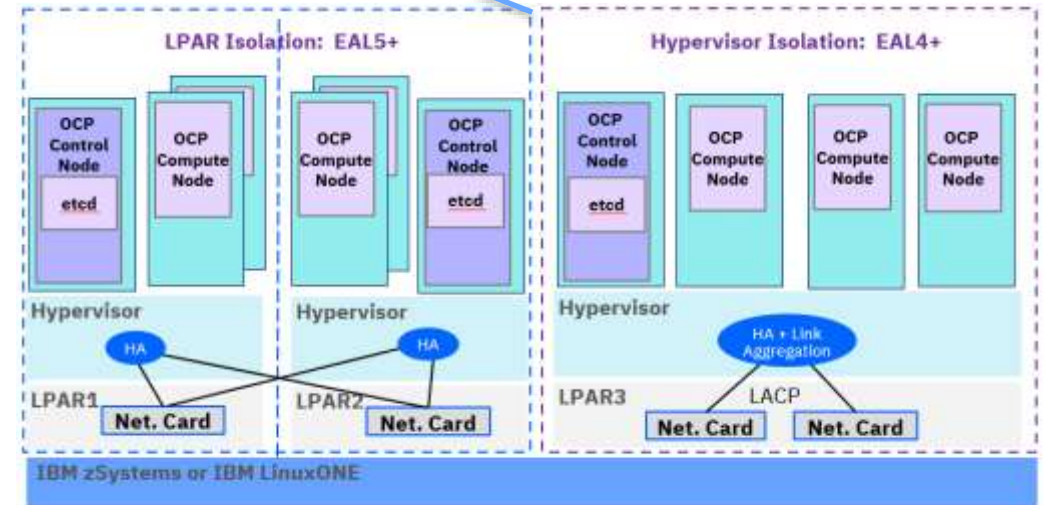 LPAR Isolation: EAL5+
Hypervisor Isolation: EAL4+
OCP
Control
Node
etcd
OCP
Compute
Node
OCP
Compute
Node
OCP
Control
Node
etcd
OCP
Control
Node
etcd
OCP
Compute
Node
OCP
Compute
Node
OCP
Compute
Node
Hypervisor
HA
Hypervisor
HA
Hypervisor
HA + Link
Aggregation
LPAR1
Net. Card
LPAR2
Net. Card
LPAR3
LACP
Net. Card
Net. Card
IBM zSystems or IBM LinuxONE